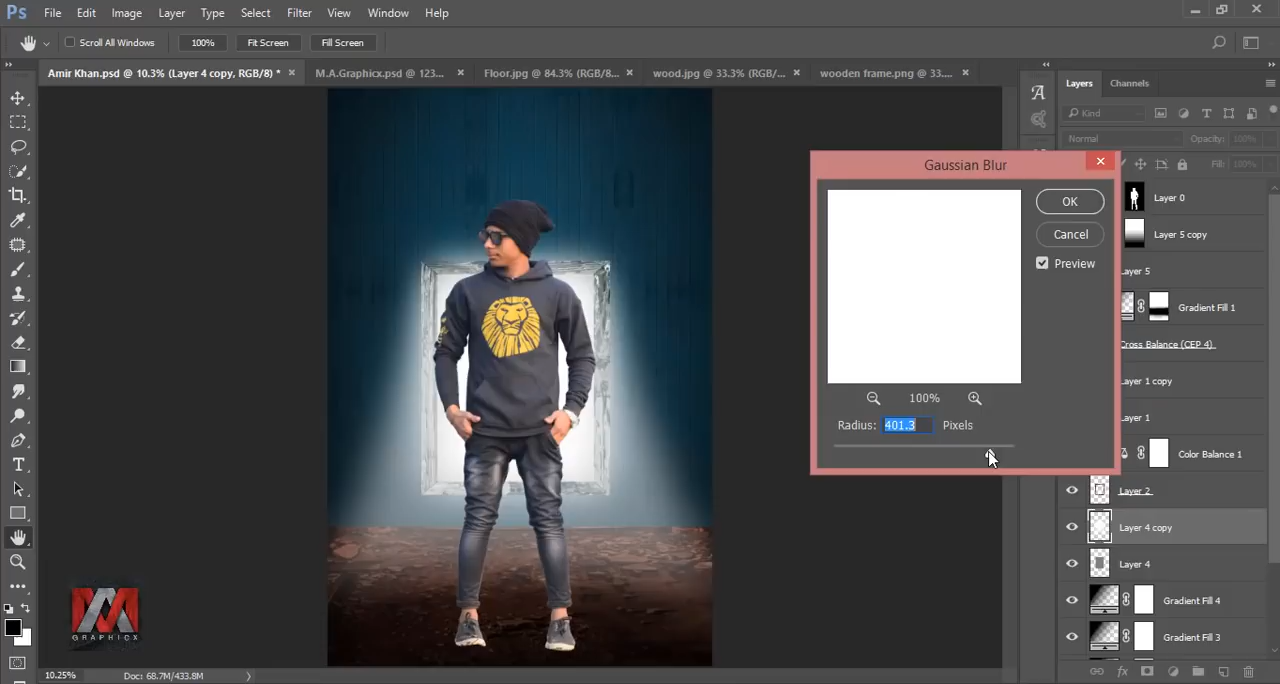 Ps File Edit Image Layer Type Select Filter View Window Help
Scroll All Windows 100% Fit Screen Fill Screen
Amir Khan.psd @ 10.3% (Layer 4 copy, RGB/8) * × M.A.Graphicx.psd @ 123... × Floor.jpg @ 84.3% (RGB/8... × wood.jpg @ 33.3% (RGB/... × wooden frame.png @ 33.... ×
Layers Channels
Kind
Normal Opacity: 100%
Fill: 100%
Gaussian Blur
OK
Cancel
Preview
100%
Radius: 401.3 Pixels
Layer 0
Layer 5 copy
Layer 5
Gradient Fill 1
Cross Balance (CEP 4)
Layer 1 copy
Layer 1
Color Balance 1
Layer 2
Layer 4 copy
Layer 4
Gradient Fill 4
Gradient Fill 3
GRAPHICX
10.25% Doc: 68.7M/433.8M